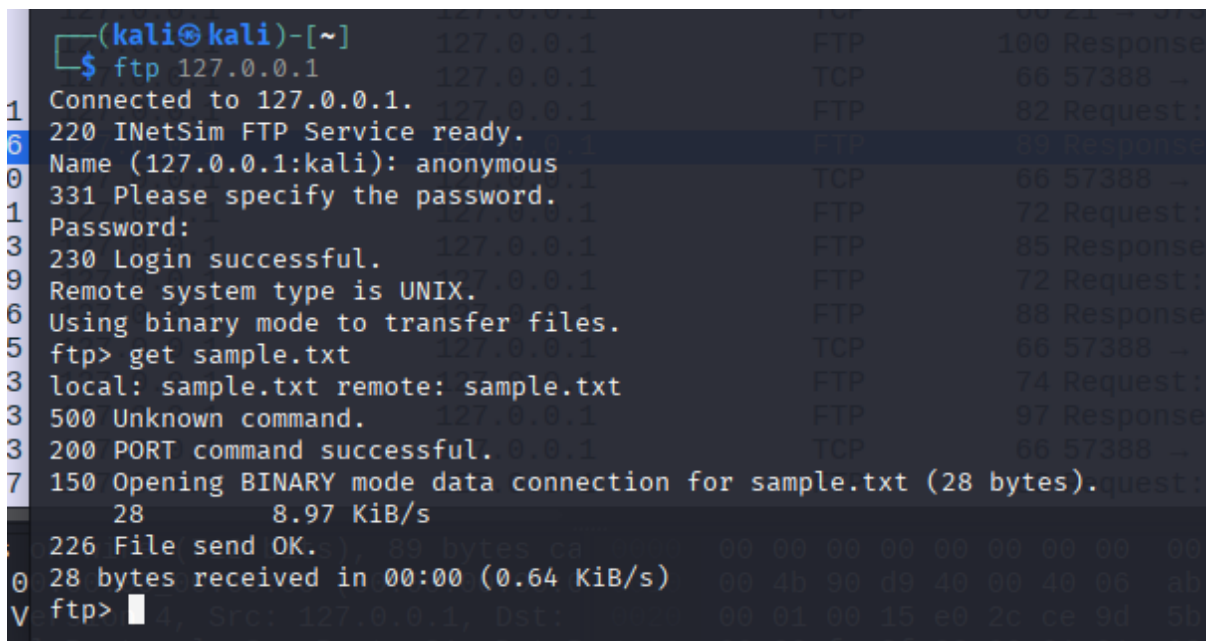 ┌──(kali㉿kali)-[~]
└─$ ftp 127.0.0.1
Connected to 127.0.0.1.
220 INetSim FTP Service ready.
Name (127.0.0.1:kali): anonymous
331 Please specify the password.
Password:
230 Login successful.
Remote system type is UNIX.
Using binary mode to transfer files.
ftp> get sample.txt
local: sample.txt remote: sample.txt
500 Unknown command.
200 PORT command successful.
150 Opening BINARY mode data connection for sample.txt (28 bytes).
28 8.97 KiB/s
226 File send OK.
28 bytes received in 00:00 (0.64 KiB/s)
ftp>